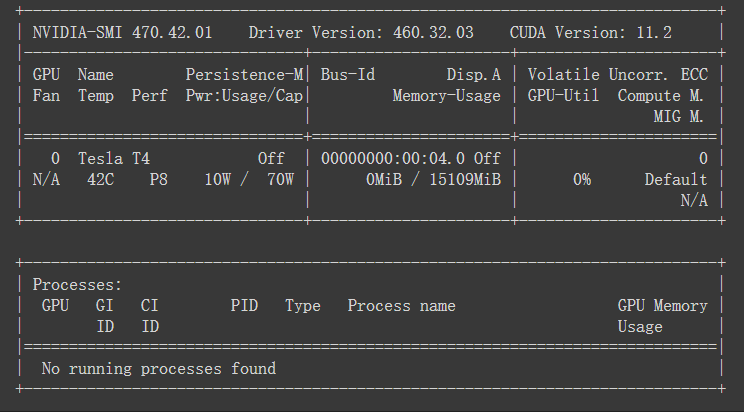 NVIDIA-SMI 470.42.01 Driver Version: 460.32.03 CUDA Version: 11.2
GPU Name Persistence-M| Bus-Id Disp.A | Volatile Uncorr. ECC
Fan Temp Perf Pwr:Usage/Cap| Memory-Usage | GPU-Util Compute M.
MIG M.
0 Tesla T4 Off | 00000000:00:04.0 Off | 0
N/A 42C P8 10W / 70W | 0MiB / 15109MiB | 0% Default
N/A
Processes:
GPU GI CI PID Type Process name GPU Memory
ID ID Usage
No running processes found